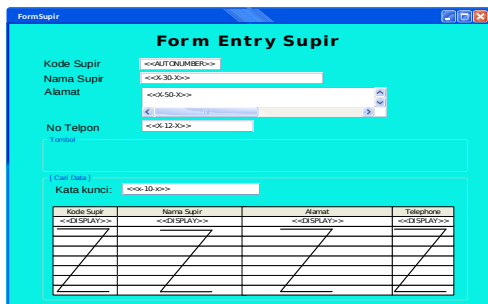 FormSupir
Form Entry Supir
Kode Supir <<AUTONUMBER>>
Nama Supir <<X-30-X>>
Alamat <<X-50-X>>
No Telpon <<X-12-X>>
Tombol
[ Cari Data ]
Kata kunci: <<x-10-x>>
Kode Supir Nama Supir Alamat Telephone
<<DISPLAY>> <<DISPLAY>> <<DISPLAY>> <<DISPLAY>>